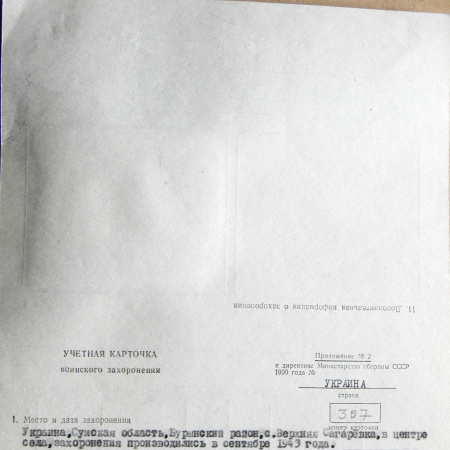 11. Дополнительная информация о захоронении
УЧЕТНАЯ КАРТОЧКА
воинского захоронения
Приложение № 2
к директиве Министерства обороны СССР
1990 года №
УКРАИНА
страна
387
номер карточки
1. Место и дата захоронения
Украина,Сумская область,Бурынский район,с.Верхняя Сагаревка,в центре
села,захоронения производились в сентябре 1943 года.